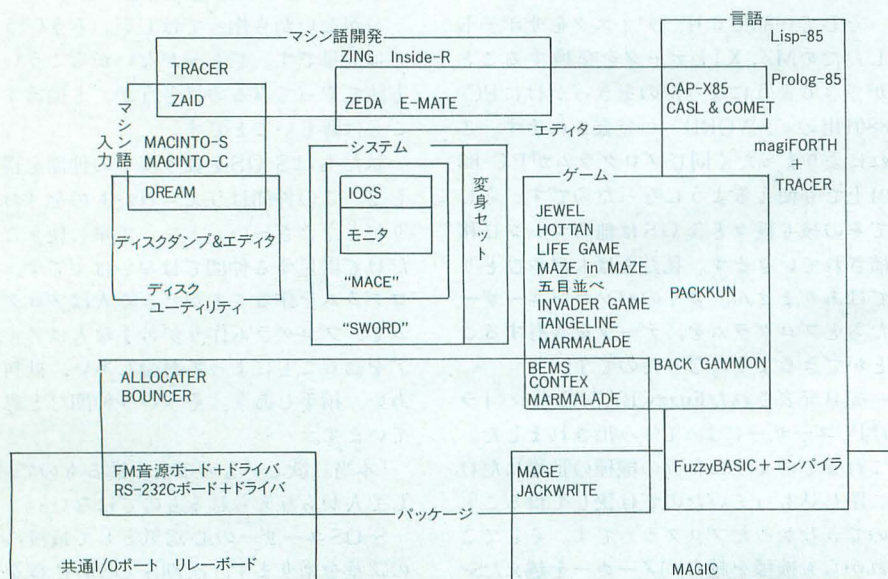 言語
Lisp-85
Prolog-85
CAP-X85
CASL & COMET
magiFORTH
+
TRACER
マシン語開発
ZING Inside-R
ZEDA E-MATE
エディタ
TRACER
ZAID
マシン語入力
MACINTO-S
MACINTO-C
DREAM
ディスクダンプ&エディタ
ディスク
ユーティリティ
システム
IOCS
モニタ
"MACE"
"SWORD"
変身セット
ゲーム
JEWEL
HOTTAN
LIFE GAME
MAZE in MAZE
五目並べ
INVADER GAME
TANGELINE
MARMALADE
PACKKUN
BEMS
CONTEX
MARMALADE
BACK GAMMON
ALLOCATER
BOUNCER
FM音源ボード+ドライバ
RS-232Cボード+ドライバ
パッケージ
MAGE
JACKWRITE
FuzzyBASIC+コンパイラ
共通I/Oポート リレーボード
MAGIC